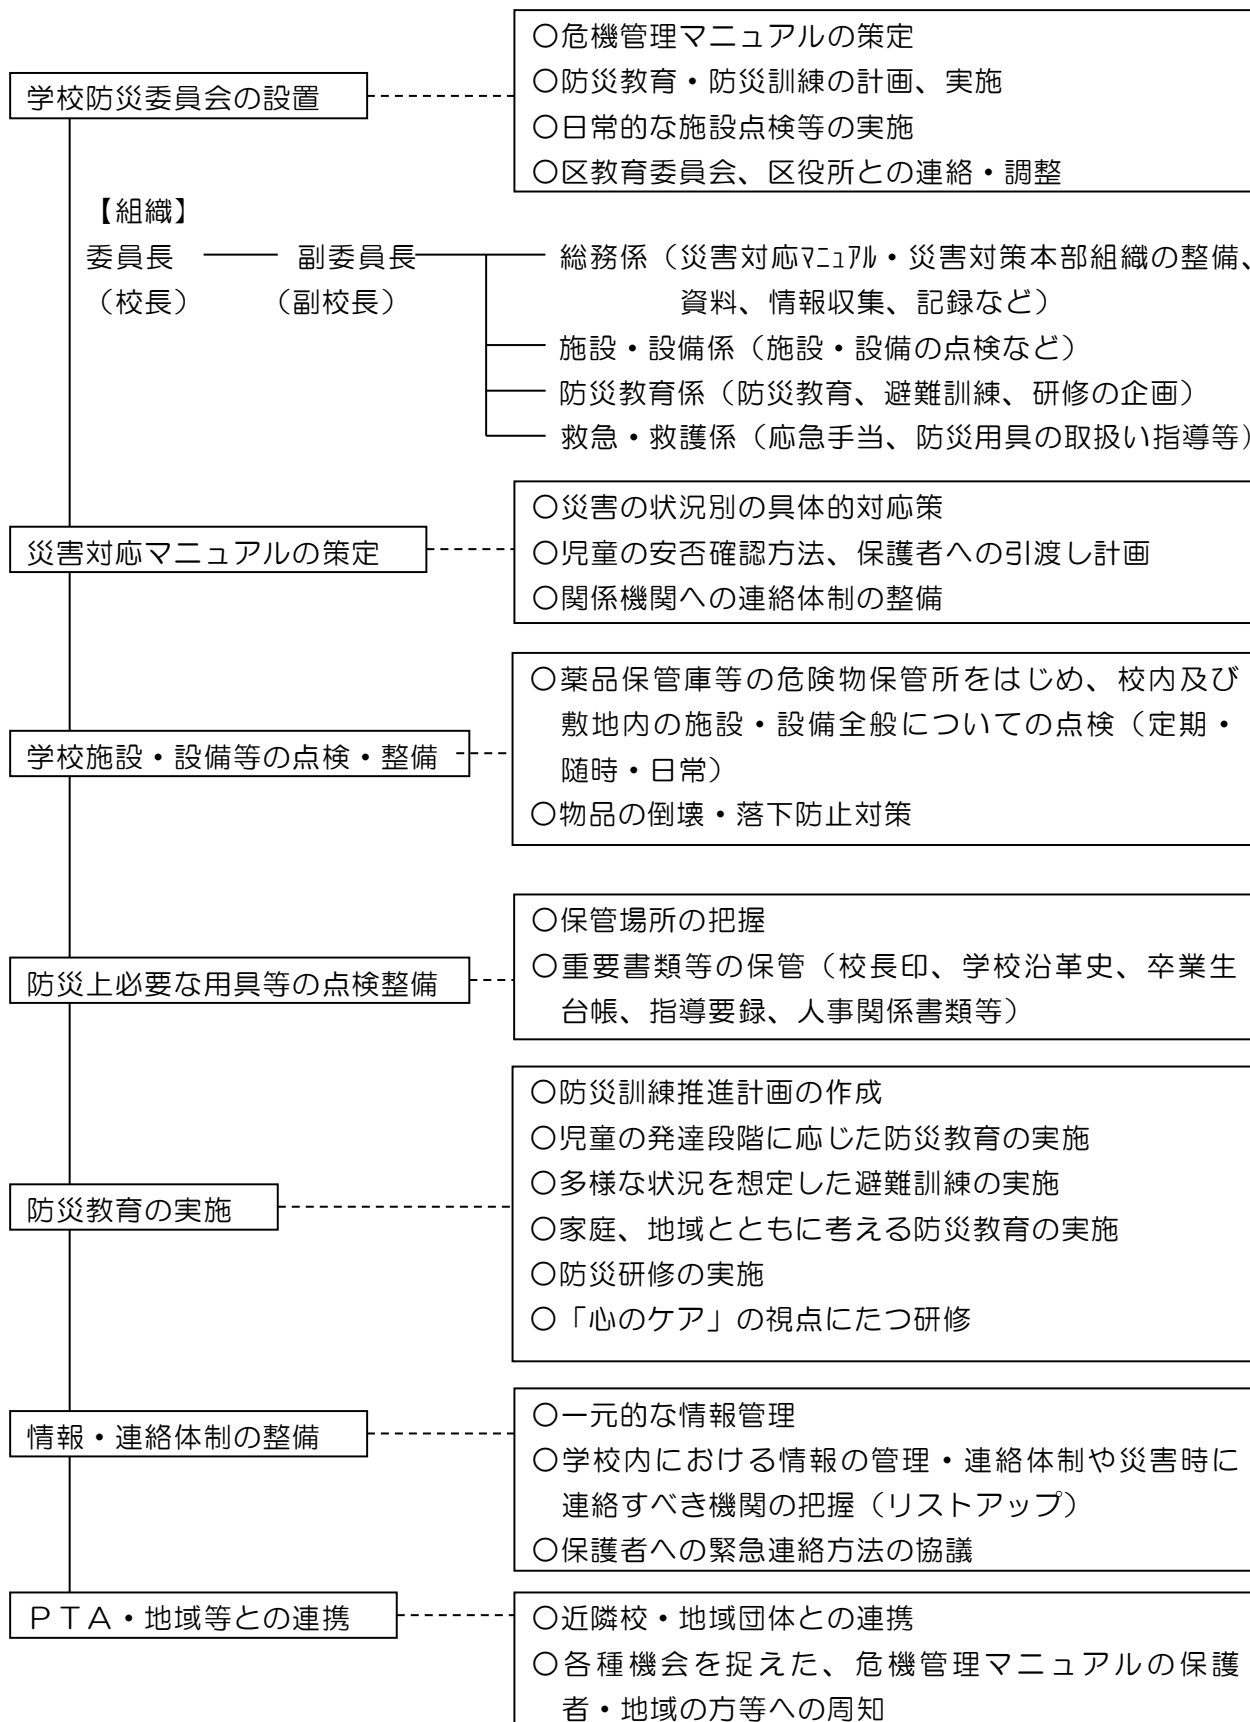 学校防災委員会の設置
〇危機管理マニュアルの策定
〇防災教育・防災訓練の計画、実施
〇日常的な施設点検等の実施
〇区教育委員会、区役所との連絡・調整
【組織】
委員長 副委員長 総務係（災害対応ﾏﾆｭｱﾙ・災害対策本部組織の整備、
（校長） （副校長） 資料、情報収集、記録など）
施設・設備係（施設・設備の点検など）
防災教育係（防災教育、避難訓練、研修の企画）
救急・救護係（応急手当、防災用具の取扱い指導等）
災害対応マニュアルの策定
〇災害の状況別の具体的対応策
〇児童の安否確認方法、保護者への引渡し計画
〇関係機関への連絡体制の整備
学校施設・設備等の点検・整備
〇薬品保管庫等の危険物保管所をはじめ、校内及び
敷地内の施設・設備全般についての点検（定期・
随時・日常）
〇物品の倒壊・落下防止対策
防災上必要な用具等の点検整備
〇保管場所の把握
〇重要書類等の保管（校長印、学校沿革史、卒業生
台帳、指導要録、人事関係書類等）
防災教育の実施
〇防災訓練推進計画の作成
〇児童の発達段階に応じた防災教育の実施
〇多様な状況を想定した避難訓練の実施
〇家庭、地域とともに考える防災教育の実施
〇防災研修の実施
〇「心のケア」の視点にたつ研修
情報・連絡体制の整備
〇一元的な情報管理
〇学校内における情報の管理・連絡体制や災害時に
連絡すべき機関の把握（リストアップ）
〇保護者への緊急連絡方法の協議
ＰＴＡ・地域等との連携
〇近隣校・地域団体との連携
〇各種機会を捉えた、危機管理マニュアルの保護
者・地域の方等への周知